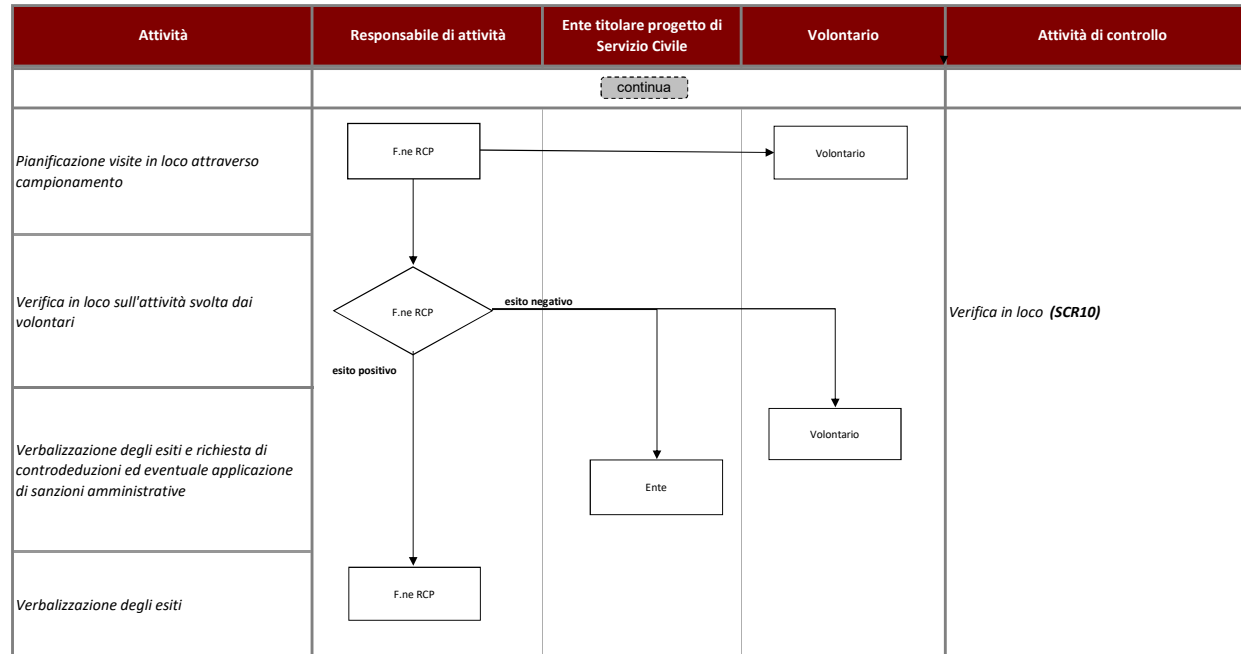 Attività
Responsabile di attività
Ente titolare progetto di
Servizio Civile
Volontario
Attività di controllo
continua
Pianificazione visite in loco attraverso
campionamento
F.ne RCP
Volontario
Verifica in loco sull'attività svolta dai
volontari
F.ne RCP
esito negativo
Verifica in loco (SCR10)
esito positivo
Verbalizzazione degli esiti e richiesta di
controdeduzioni ed eventuale applicazione
di sanzioni amministrative
Volontario
Ente
Verbalizzazione degli esiti
F.ne RCP